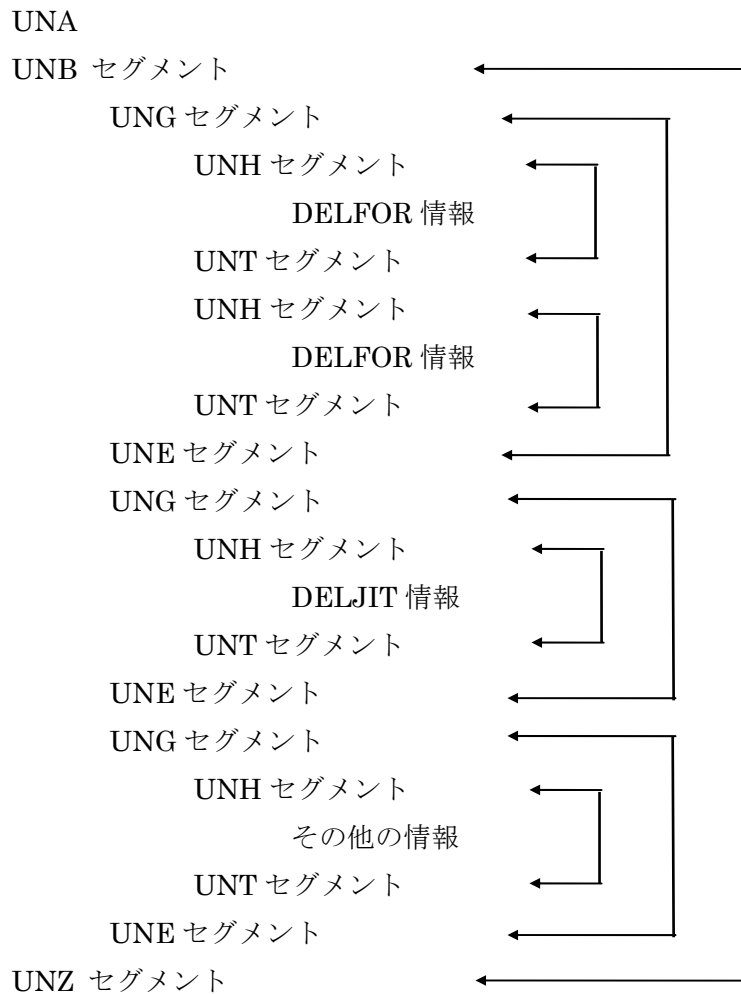 UNA
UNB セグメント
UNG セグメント
UNH セグメント
DELFOR 情報
UNT セグメント
UNH セグメント
DELFOR 情報
UNT セグメント
UNE セグメント
UNG セグメント
UNH セグメント
DELJIT 情報
UNT セグメント
UNE セグメント
UNG セグメント
UNH セグメント
その他の情報
UNT セグメント
UNE セグメント
UNZ セグメント